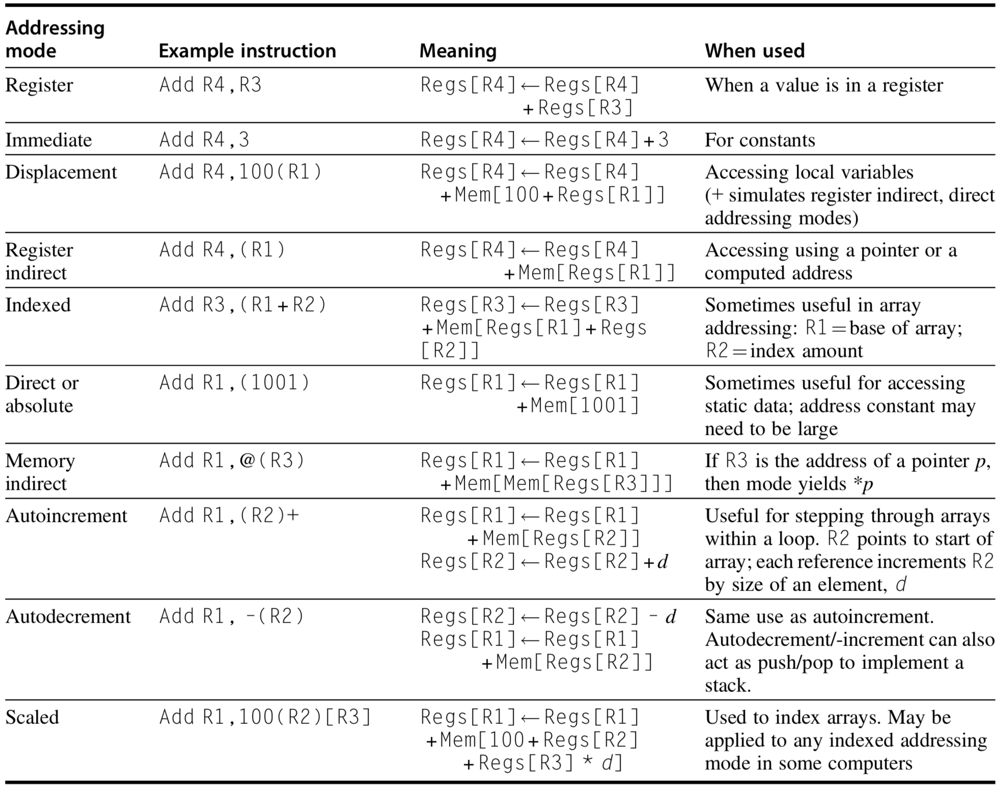 Addressing
mode Example instruction Meaning When used
Register Add R4,R3 Regs[R4]←Regs[R4] When a value is in a register
+Regs[R3]
Immediate Add R4,3 Regs[R4]←Regs[R4]+3 For constants
Displacement Add R4,100(R1) Regs[R4]←Regs[R4] Accessing local variables
+Mem[100+Regs[R1]] (+ simulates register indirect, direct
addressing modes)
Register Add R4,(R1) Regs[R4]←Regs[R4] Accessing using a pointer or a
indirect +Mem[Regs[R1]] computed address
Indexed Add R3,(R1+R2) Regs[R3]←Regs[R3] Sometimes useful in array
+Mem[Regs[R1]+Regs addressing: R1=base of array;
[R2]] R2=index amount
Direct or Add R1,(1001) Regs[R1]←Regs[R1] Sometimes useful for accessing
absolute +Mem[1001] static data; address constant may
need to be large
Memory Add R1,@(R3) Regs[R1]←Regs[R1] If R3 is the address of a pointer p,
indirect +Mem[Mem[Regs[R3]]] then mode yields *p
Autoincrement Add R1,(R2)+ Regs[R1]←Regs[R1] Useful for stepping through arrays
+Mem[Regs[R2]] within a loop. R2 points to start of
Regs[R2]←Regs[R2]+d array; each reference increments R2
by size of an element, d
Autodecrement Add R1, -(R2) Regs[R2]←Regs[R2] - d Same use as autoincrement.
Regs[R1]←Regs[R1] Autodecrement/-increment can also
+Mem[Regs[R2]] act as push/pop to implement a
stack.
Scaled Add R1,100(R2)[R3] Regs[R1]←Regs[R1] Used to index arrays. May be
+Mem[100+Regs[R2] applied to any indexed addressing
+Regs[R3] * d] mode in some computers